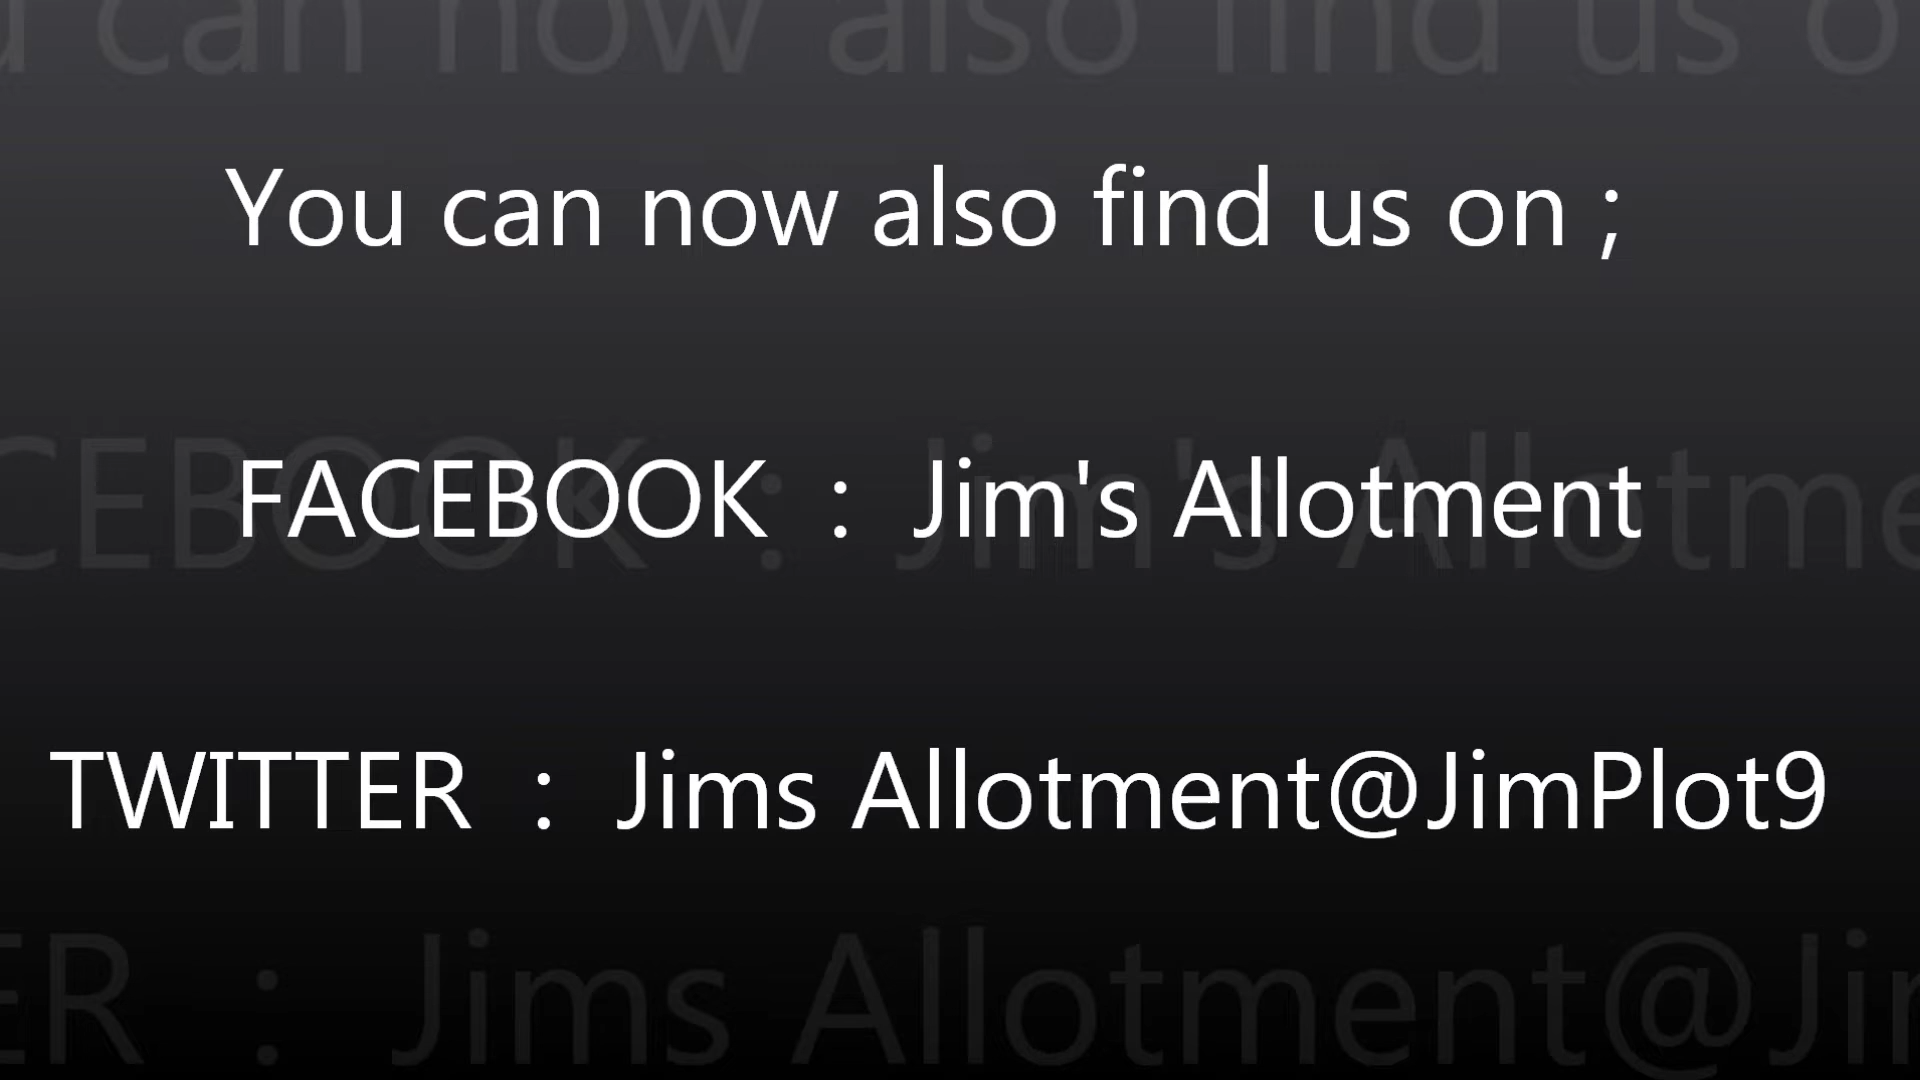 You can now also find us on ;
FACEBOOK : Jim's Allotment
TWITTER : Jims Allotment@JimPlot9